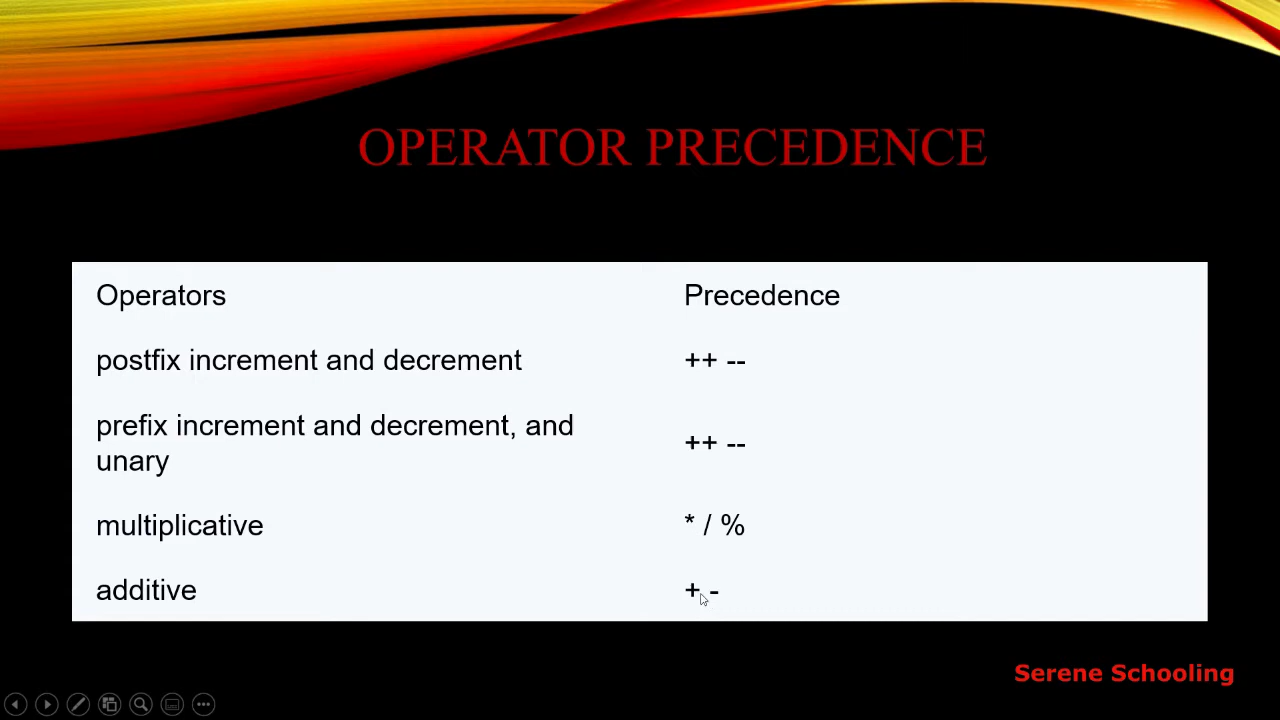 OPERATOR PRECEDENCE
Operators Precedence
postfix increment and decrement ++ --
prefix increment and decrement, and
unary ++ --
multiplicative * / %
additive + -
Serene Schooling